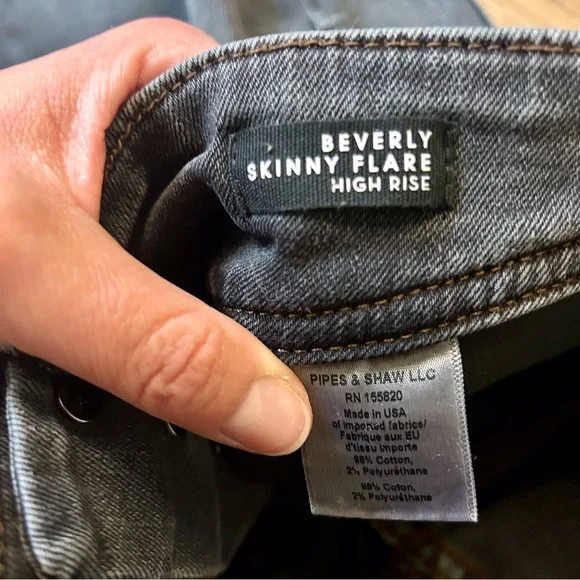 BEVERLY
SKINNY FLARE
HIGH RISE
PIPES & SHAW LLC
RN 155820
Made in USA
of imported fabrics/
Fabrique aux EU
d'tissu importe
98% Cotton,
2% Polyuréthane
98% Coton,
2% Polyuréthane